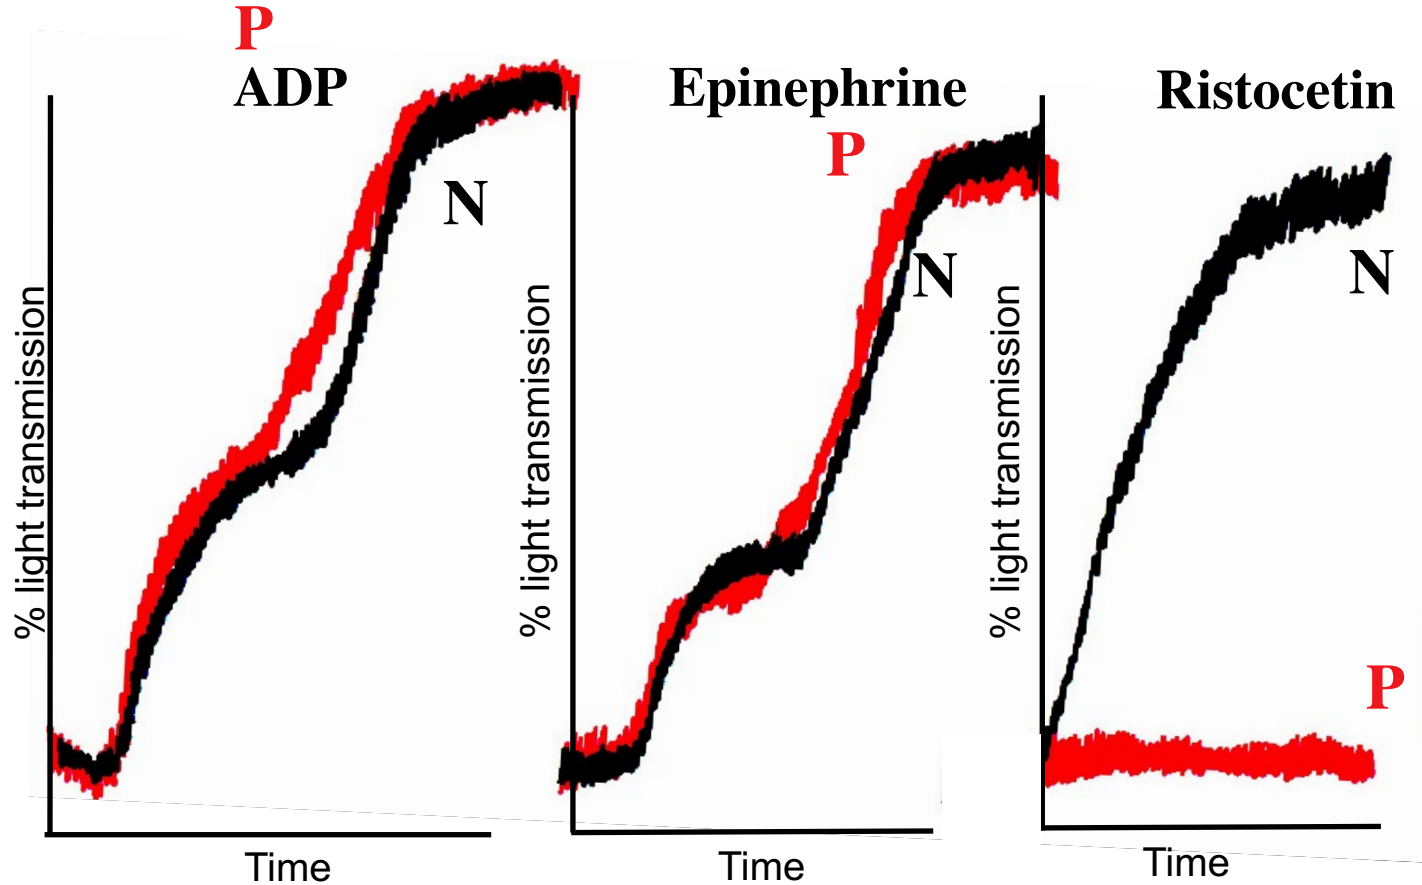 P
ADP
N
% light transmission
Time
Epinephrine
P
N
% light transmission
Time
Ristocetin
N
P
% light transmission
Time